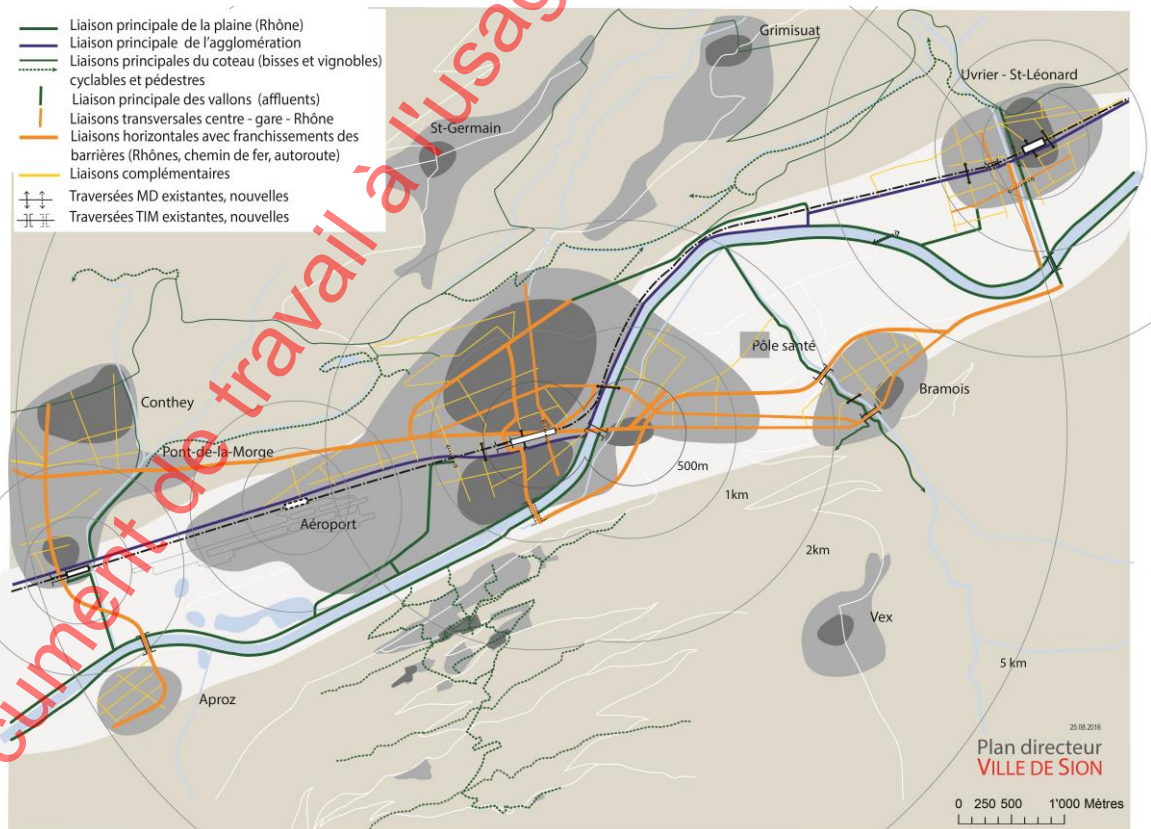 Liaison principale de la plaine (Rhône)
Liaison principale de l'agglomération
Liaisons principales du coteau (bisses et vignobles)
cyclables et pédestres
Liaison principale des vallons (affluents)
Liaisons transversales centre - gare - Rhône
Liaisons horizontales avec franchissements des
barrières (Rhônes, chemin de fer, autoroute)
Liaisons complémentaires
Traversées MD existantes, nouvelles
Traversées TIM existantes, nouvelles
Grimisuat
Uvrier - St-Léonard
St-Germain
Pôle santé
Bramois
Conthey
Pont-de-la-Morge
Aéroport
500m
1km
2km
5 km
Vex
Aproz
cument de travail à l'usag
25.08.2016
Plan directeur
VILLE DE SION
0 250 500 1'000 Mètres